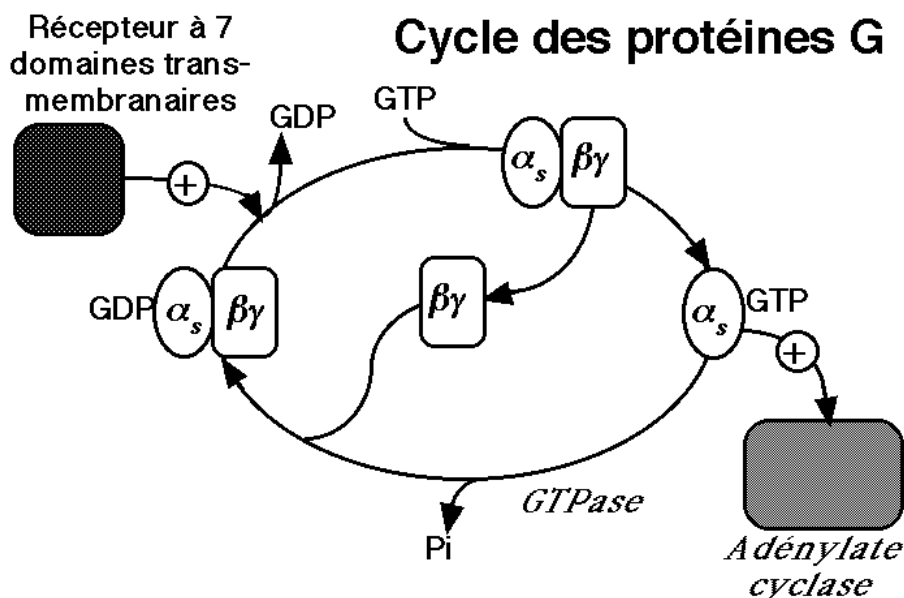 Récepteur à 7
domaines trans-
membranaires
Cycle des protéines G
GDP
GTP
αs
βγ
GDP
αs
βγ
βγ
αs
GTP
+
+
GTPase
Pi
Adénylate
cyclase